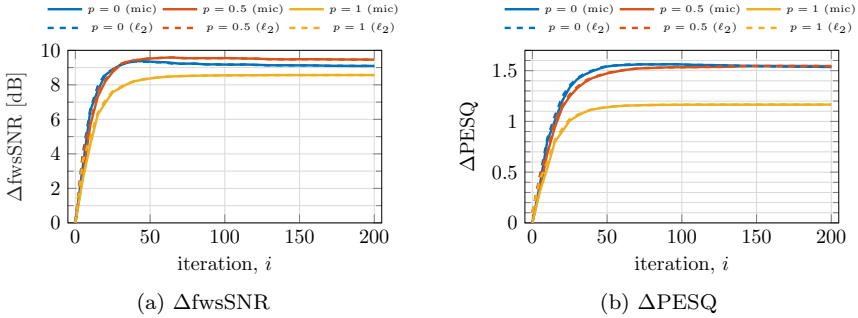 p = 0 (mic) p = 0.5 (mic) p = 1 (mic)
p = 0 (ℓ₂) p = 0.5 (ℓ₂) p = 1 (ℓ₂)
10
8
6
4
2
0
ΔfwsSNR [dB]
0 50 100 150 200
iteration, i
(a) ΔfwsSNR
p = 0 (mic) p = 0.5 (mic) p = 1 (mic)
p = 0 (ℓ₂) p = 0.5 (ℓ₂) p = 1 (ℓ₂)
1.5
1
0.5
0
ΔPESQ
0 50 100 150 200
iteration, i
(b) ΔPESQ